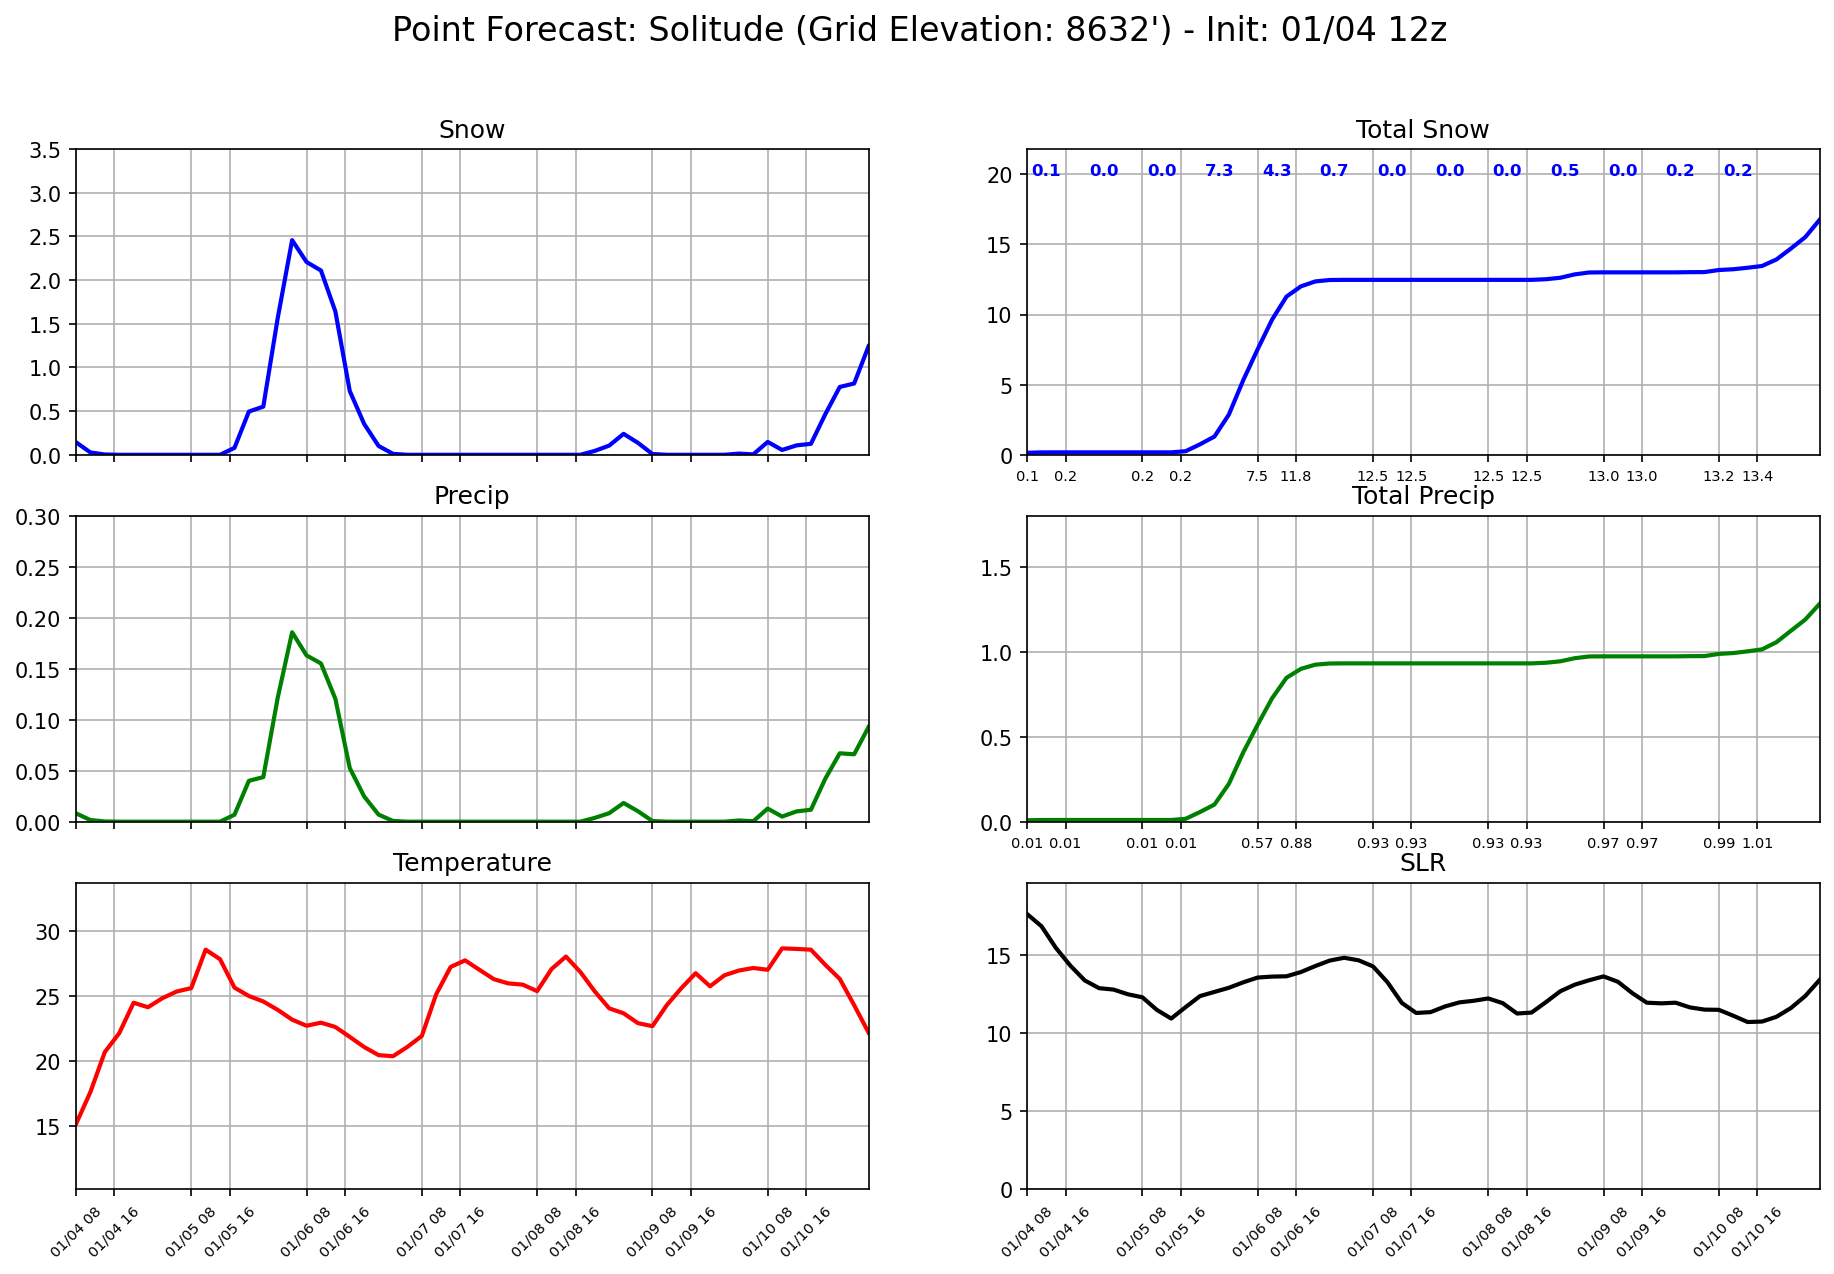 Point Forecast: Solitude (Grid Elevation: 8632') - Init: 01/04 12z
Snow
3.5
3.0
2.5
2.0
1.5
1.0
0.5
0.0
Total Snow
20
15
10
5
0
0.1 0.0 0.0 7.3 4.3 0.7 0.0 0.0 0.0 0.5 0.0 0.2 0.2
0.1 0.2 0.2 0.2 7.5 11.8 12.5 12.5 12.5 12.5 13.0 13.0 13.2 13.4
Precip
0.30
0.25
0.20
0.15
0.10
0.05
0.00
Total Precip
1.5
1.0
0.5
0.0
0.01 0.01 0.01 0.01 0.57 0.88 0.93 0.93 0.93 0.93 0.97 0.97 0.99 1.01
Temperature
30
25
20
15
01/04 08 01/04 16 01/05 08 01/05 16 01/06 08 01/06 16 01/07 08 01/07 16 01/08 08 01/08 16 01/09 08 01/09 16 01/10 08 01/10 16
SLR
15
10
5
0
01/04 08 01/04 16 01/05 08 01/05 16 01/06 08 01/06 16 01/07 08 01/07 16 01/08 08 01/08 16 01/09 08 01/09 16 01/10 08 01/10 16